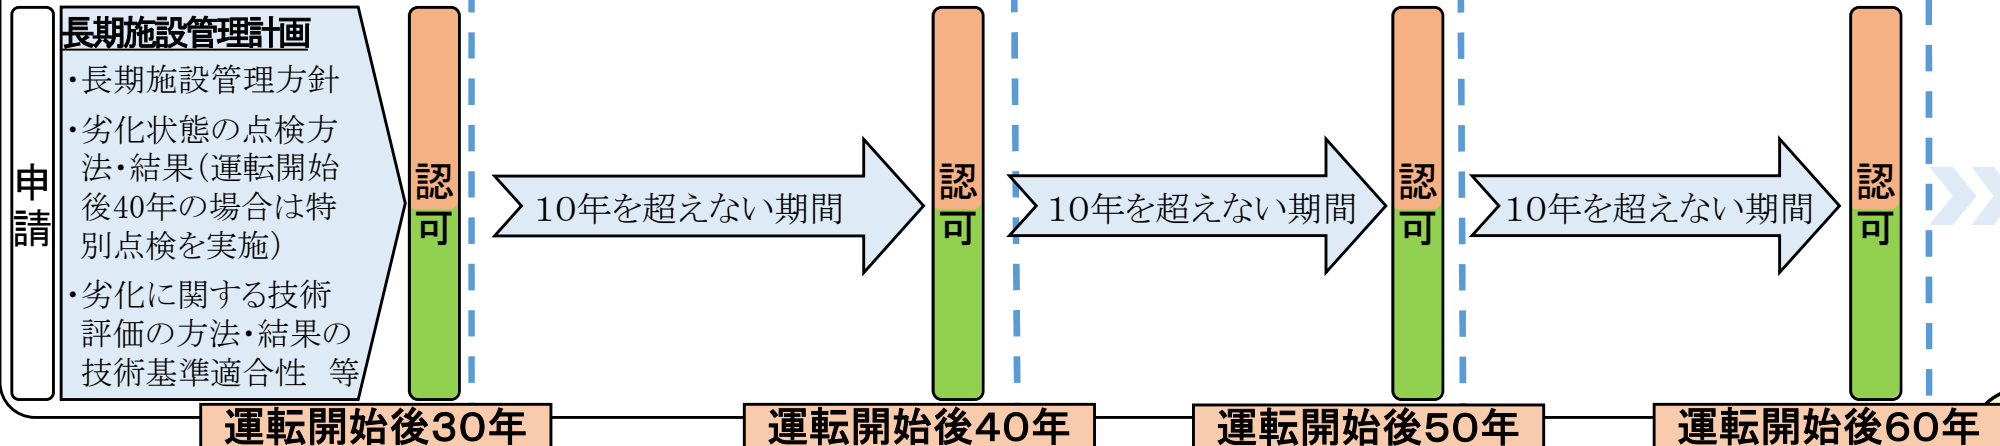 申請
長期施設管理計画
・長期施設管理方針
・劣化状態の点検方
法・結果(運転開始
後40年の場合は特
別点検を実施)
・劣化に関する技術
評価の方法・結果の
技術基準適合性　等
認可
10年を超えない期間
認可
10年を超えない期間
認可
10年を超えない期間
認可
運転開始後30年
運転開始後40年
運転開始後50年
運転開始後60年